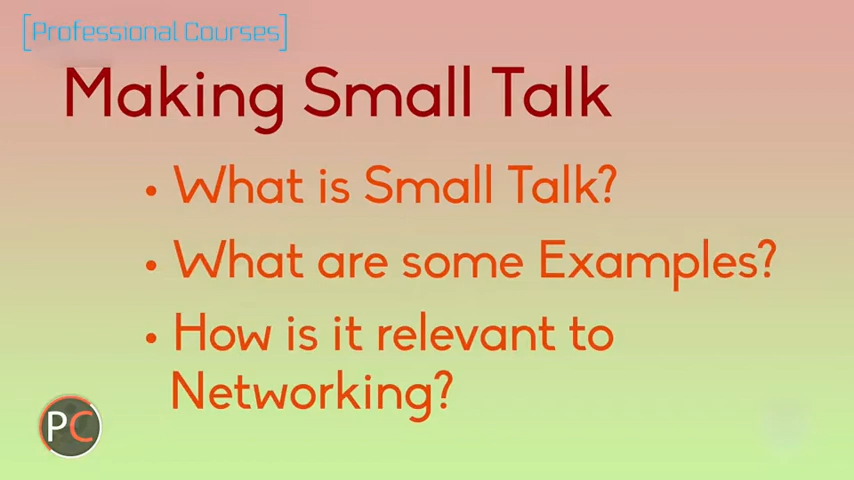 [Professional Courses]
Making Small Talk
• What is Small Talk?
• What are some Examples?
• How is it relevant to
Networking?
PC